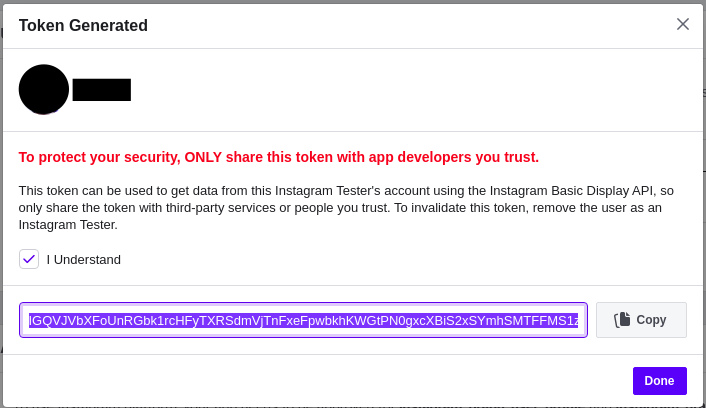 Token Generated
To protect your security, ONLY share this token with app developers you trust.
This token can be used to get data from this Instagram Tester's account using the Instagram Basic Display API, so
only share the token with third-party services or people you trust. To invalidate this token, remove the user as an
Instagram Tester.
I Understand
Copy
Done